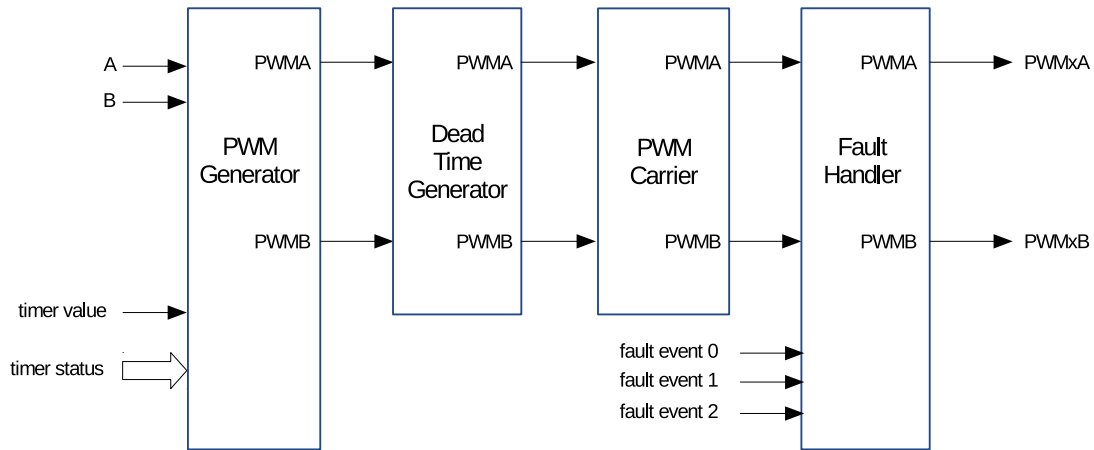 A
B
PWMA
PWM
Generator
PWMB
timer value
timer status
PWMA
Dead
Time
Generator
PWMB
PWMA
PWM
Carrier
PWMB
fault event 0
fault event 1
fault event 2
PWMA
Fault
Handler
PWMB
PWMxA
PWMxB